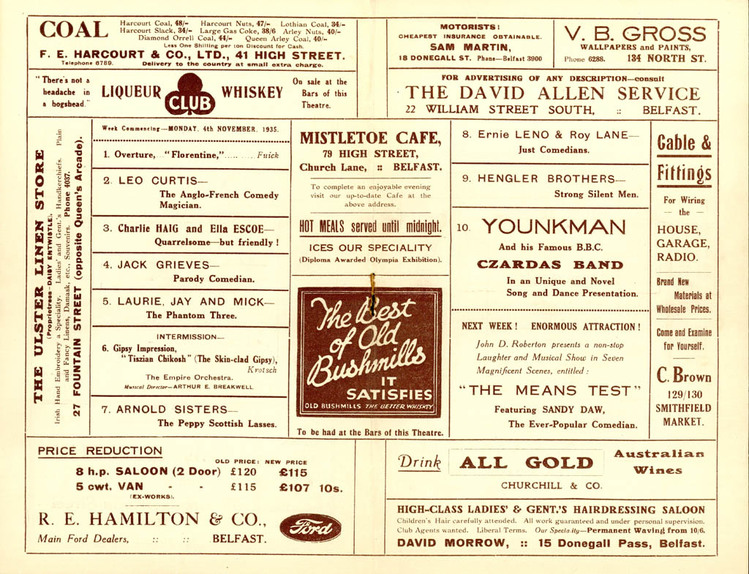 COAL
Harcourt Coal, 48/- Harcourt Nuts, 47/- Lothian Coal, 34/-
Harcourt Slack, 34/- Large Gas Coke, 38/6 Arley Nuts, 40/-
Diamond Orrell Coal, 44/- Queen Arley Coal, 40/-
Less One Shilling per ton Discount for Cash.
F. E. HARCOURT & CO., LTD., 41 HIGH STREET.
Telephone 6789. Delivery to the country at small extra charge.
MOTORISTS!
CHEAPEST INSURANCE OBTAINABLE.
SAM MARTIN,
18 DONEGALL ST. Phone—Belfast 3900
V. B. GROSS
WALLPAPERS and PAINTS,
Phone 6288. 134 NORTH ST.
"There's not a
headache in
a hogshead."
LIQUEUR CLUB WHISKEY
On sale at the
Bars of this
Theatre.
FOR ADVERTISING OF ANY DESCRIPTION—consult
THE DAVID ALLEN SERVICE
22 WILLIAM STREET SOUTH, :: BELFAST.
THE ULSTER LINEN STORE
(Proprietress—DAISY ENTWISTLE).
Irish Hand Embroidery a Speciality. Ladies' and Gent.'s Handkerchiefs. Plain
and Fancy Linens, Damask, etc., Souvenirs. Phone 4037.
27 FOUNTAIN STREET (opposite Queen's Arcade).
Week Commencing—MONDAY, 4th NOVEMBER, 1935.
1. Overture, "Florentine,"......... Fuick
2. LEO CURTIS—
The Anglo-French Comedy
Magician.
3. Charlie HAIG and Ella ESCOE—
Quarrelsome—but friendly!
4. JACK GRIEVES—
Parody Comedian.
5. LAURIE, JAY AND MICK—
The Phantom Three.
INTERMISSION—
6. Gipsy Impression,
"Tiszian Chikosh" (The Skin-clad Gipsy),
Krotsch
The Empire Orchestra.
Musical Director—ARTHUR E. BREAKWELL
7. ARNOLD SISTERS—
The Peppy Scottish Lasses.
MISTLETOE CAFE,
79 HIGH STREET,
Church Lane, :: BELFAST.
To complete an enjoyable evening
visit our up-to-date Cafe at the
above address.
HOT MEALS served until midnight.
ICES OUR SPECIALITY
(Diploma Awarded Olympia Exhibition).
The Best
of Old
Bushmills
IT
SATISFIES
OLD BUSHMILLS THE BETTER WHISKY
To be had at the Bars of this Theatre.
8. Ernie LENO & Roy LANE—
Just Comedians.
9. HENGLER BROTHERS—
Strong Silent Men.
10. YOUNKMAN
And his Famous B.B.C.
CZARDAS BAND
In an Unique and Novel
Song and Dance Presentation.
NEXT WEEK! ENORMOUS ATTRACTION!
John D. Roberton presents a non-stop
Laughter and Musical Show in Seven
Magnificent Scenes, entitled:
"THE MEANS TEST"
Featuring SANDY DAW,
The Ever-Popular Comedian.
Cable &
Fittings
For Wiring
— the —
HOUSE,
GARAGE,
RADIO.
Brand New
Materials at
Wholesale Prices.
Come and Examine
for Yourself.
C. Brown
129/130
SMITHFIELD
MARKET.
PRICE REDUCTION
OLD PRICE: NEW PRICE
8 h.p. SALOON (2 Door) £120 £115
5 cwt. VAN - - £115 £107 10s.
(EX-WORKS).
R. E. HAMILTON & CO.,
Main Ford Dealers, :: :: BELFAST.
Ford
Drink ALL GOLD Australian
Wines
CHURCHILL & CO.
HIGH-CLASS LADIES' & GENT.'S HAIRDRESSING SALOON
Children's Hair carefully attended. All work guaranteed and under personal supervision.
Club Agents wanted. Liberal Terms. Our Speciality—Permanent Waving from 10/6.
DAVID MORROW, :: 15 Donegall Pass, Belfast.